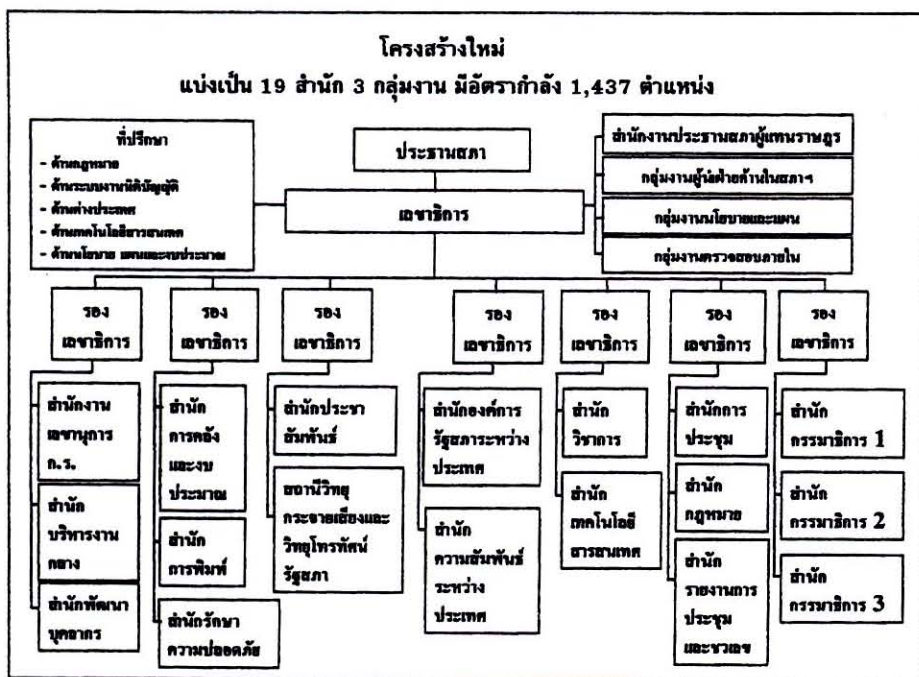 โครงสร้างใหม่
แบ่งเป็น 19 สำนัก 3 กลุ่มงาน มีอัตรากำลัง 1,437 ตำแหน่ง
ที่ปรึกษา
- ด้านกฎหมาย
- ด้านระบบงานนิติบัญญัติ
- ด้านต่างประเทศ
- ด้านเทคโนโลยีสารสนเทศ
- ด้านนโยบาย แผนและงบประมาณ
ประธานสภา
เลขาธิการ
สำนักงานประธานสภาผู้แทนราษฎร
กลุ่มงานผู้นำฝ่ายค้านในสภาฯ
กลุ่มงานนโยบายและแผน
กลุ่มงานตรวจสอบภายใน
รอง
เลขาธิการ
รอง
เลขาธิการ
รอง
เลขาธิการ
รอง
เลขาธิการ
รอง
เลขาธิการ
รอง
เลขาธิการ
รอง
เลขาธิการ
สำนักงาน
เลขานุการ
ก.ร.
สำนัก
บริหารงาน
กลาง
สำนักพัฒนา
บุคลากร
สำนัก
การคลัง
และงบ
ประมาณ
สำนัก
การพิมพ์
สำนักรักษา
ความปลอดภัย
สำนักประชา
สัมพันธ์
สถานีวิทยุ
กระจายเสียงและ
วิทยุโทรทัศน์
รัฐสภา
สำนักองค์การ
รัฐสภาระหว่าง
ประเทศ
สำนัก
ความสัมพันธ์
ระหว่าง
ประเทศ
สำนัก
วิชาการ
สำนัก
เทคโนโลยี
สารสนเทศ
สำนักการ
ประชุม
สำนัก
กฎหมาย
สำนัก
รายงานการ
ประชุม
และชวเลข
สำนัก
กรรมาธิการ 1
สำนัก
กรรมาธิการ 2
สำนัก
กรรมาธิการ 3